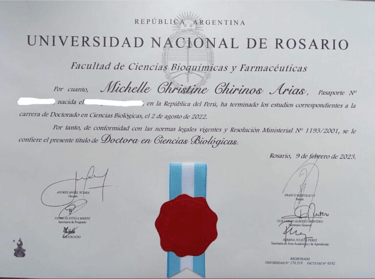 REPÚBLICA ARGENTINA
UNIVERSIDAD NACIONAL DE ROSARIO
Facultad de Ciencias Bioquímicas y Farmacéuticas
Por cuanto, Michelle Christine Chirinos Arias, Pasaporte Nº
nacida el , en la República del Perú, ha terminado los estudios correspondientes a la
carrera de Doctorado en Ciencias Biológicas, el 2 de agosto de 2022.
Por tanto, de conformidad con las normas legales vigentes y Resolución Ministerial Nº 1193/2001, se le
confiere el presente título de Doctora en Ciencias Biológicas.
Rosario, 9 de febrero de 2023.